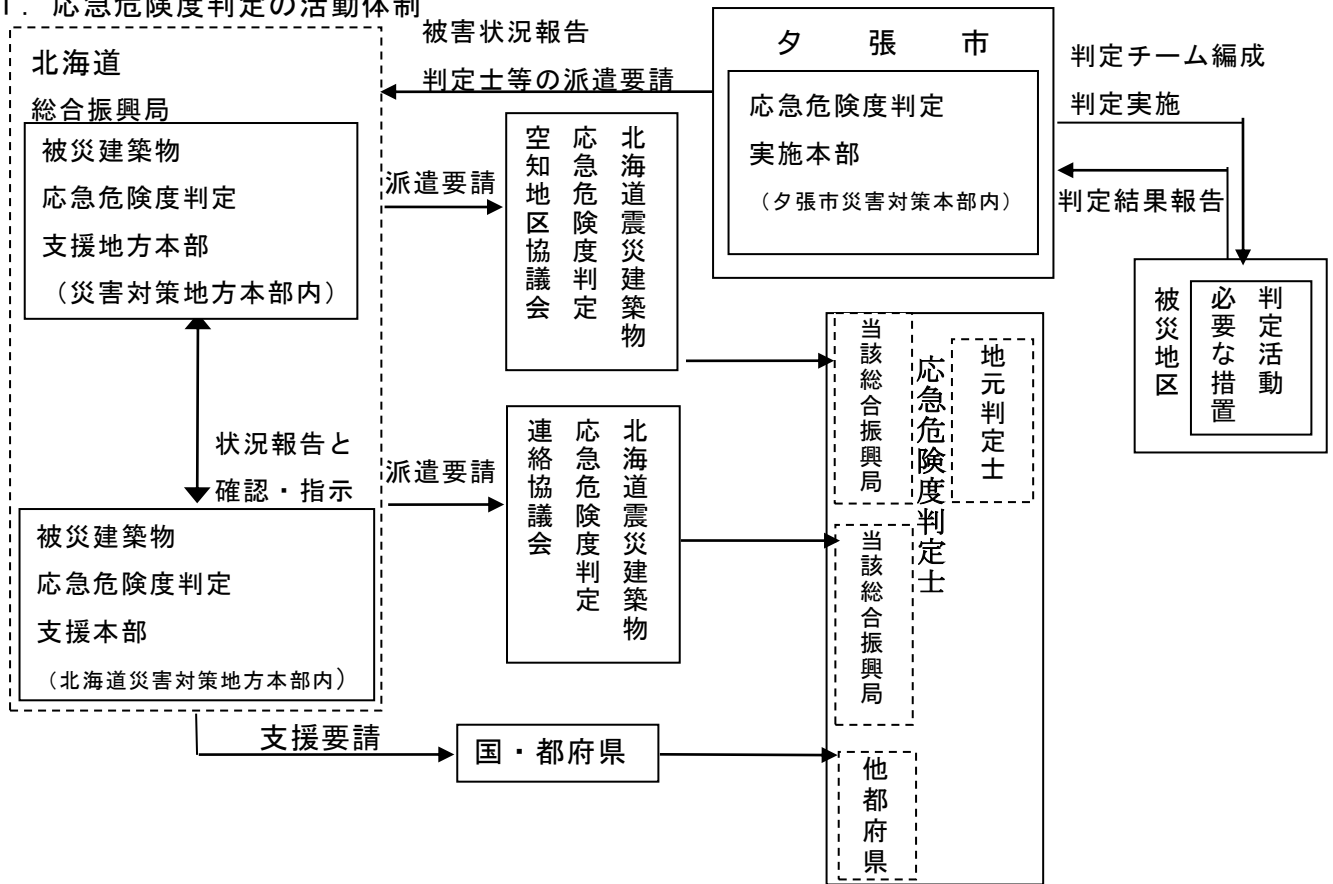 1. 応急危険度判定の活動体制
北海道
総合振興局
被災建築物
応急危険度判定
支援地方本部
(災害対策地方本部内)
状況報告と
確認・指示
被災建築物
応急危険度判定
支援本部
(北海道災害対策地方本部内)
被害状況報告
判定士等の派遣要請
派遣要請
北海道震災建築物
応急危険度判定
空知地区協議会
派遣要請
北海道震災建築物
応急危険度判定
連絡協議会
支援要請
国・都府県
夕張市
応急危険度判定
実施本部
(夕張市災害対策本部内)
判定チーム編成
判定実施
判定結果報告
被災地区
判定活動
必要な措置
応急危険度判定士
地元判定士
当該総合振興局
当該総合振興局
他都府県